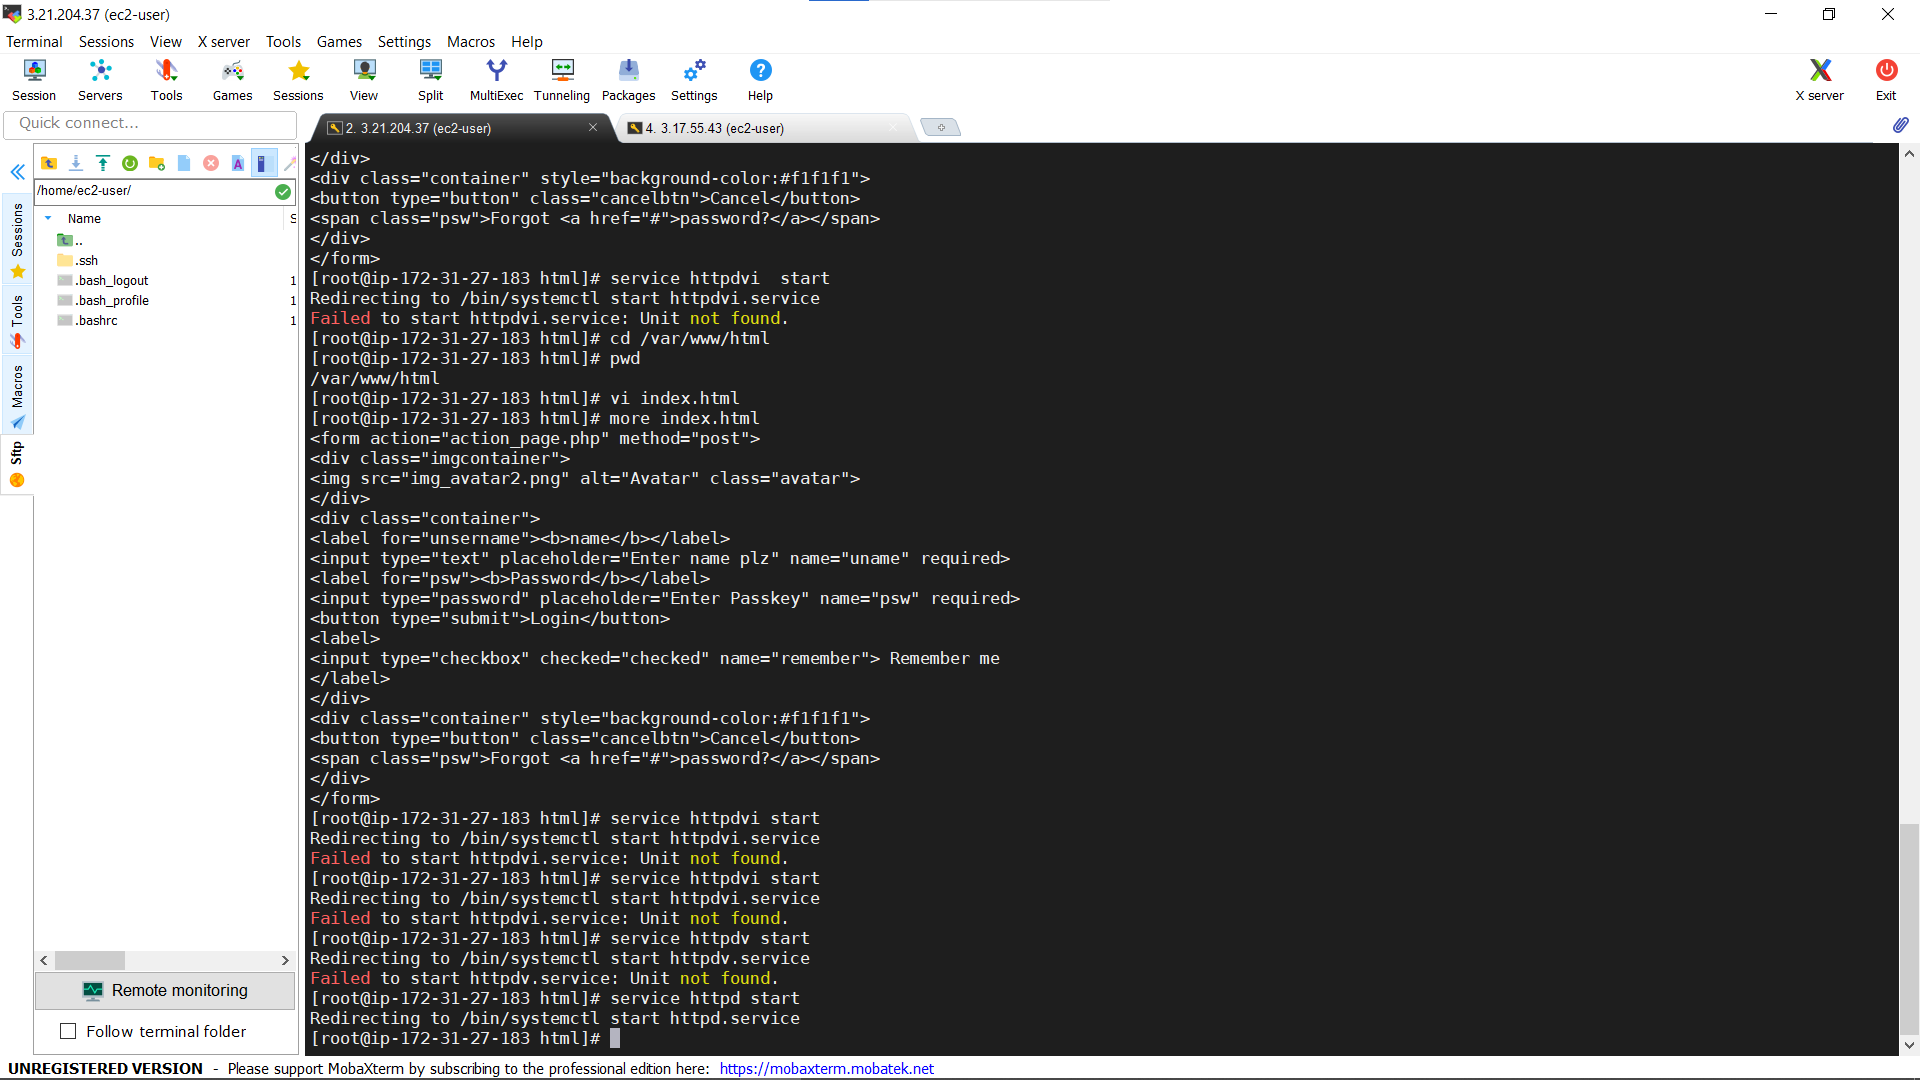 3.21.204.37 (ec2-user)
Terminal Sessions View X server Tools Games Settings Macros Help
Session Servers Tools Games Sessions View Split MultiExec Tunneling Packages Settings Help X server Exit
Quick connect...
2. 3.21.204.37 (ec2-user)
4. 3.17.55.43 (ec2-user)
/home/ec2-user/
Name S
..
.ssh
.bash_logout 1
.bash_profile 1
.bashrc 1
Sessions
Tools
Macros
Sftp
</div>
<div class="container" style="background-color:#f1f1f1">
<button type="button" class="cancelbtn">Cancel</button>
<span class="psw">Forgot <a href="#">password?</a></span>
</div>
</form>
[root@ip-172-31-27-183 html]# service httpdvi  start
Redirecting to /bin/systemctl start httpdvi.service
Failed to start httpdvi.service: Unit not found.
[root@ip-172-31-27-183 html]# cd /var/www/html
[root@ip-172-31-27-183 html]# pwd
/var/www/html
[root@ip-172-31-27-183 html]# vi index.html
[root@ip-172-31-27-183 html]# more index.html
<form action="action_page.php" method="post">
<div class="imgcontainer">
<img src="img_avatar2.png" alt="Avatar" class="avatar">
</div>
<div class="container">
<label for="unsername"><b>name</b></label>
<input type="text" placeholder="Enter name plz" name="uname" required>
<label for="psw"><b>Password</b></label>
<input type="password" placeholder="Enter Passkey" name="psw" required>
<button type="submit">Login</button>
<label>
<input type="checkbox" checked="checked" name="remember"> Remember me
</label>
</div>
<div class="container" style="background-color:#f1f1f1">
<button type="button" class="cancelbtn">Cancel</button>
<span class="psw">Forgot <a href="#">password?</a></span>
</div>
</form>
[root@ip-172-31-27-183 html]# service httpdvi start
Redirecting to /bin/systemctl start httpdvi.service
Failed to start httpdvi.service: Unit not found.
[root@ip-172-31-27-183 html]# service httpdvi start
Redirecting to /bin/systemctl start httpdvi.service
Failed to start httpdvi.service: Unit not found.
[root@ip-172-31-27-183 html]# service httpdv start
Redirecting to /bin/systemctl start httpdv.service
Failed to start httpdv.service: Unit not found.
[root@ip-172-31-27-183 html]# service httpd start
Redirecting to /bin/systemctl start httpd.service
[root@ip-172-31-27-183 html]#
Remote monitoring
Follow terminal folder
UNREGISTERED VERSION - Please support MobaXterm by subscribing to the professional edition here: https://mobaxterm.mobatek.net